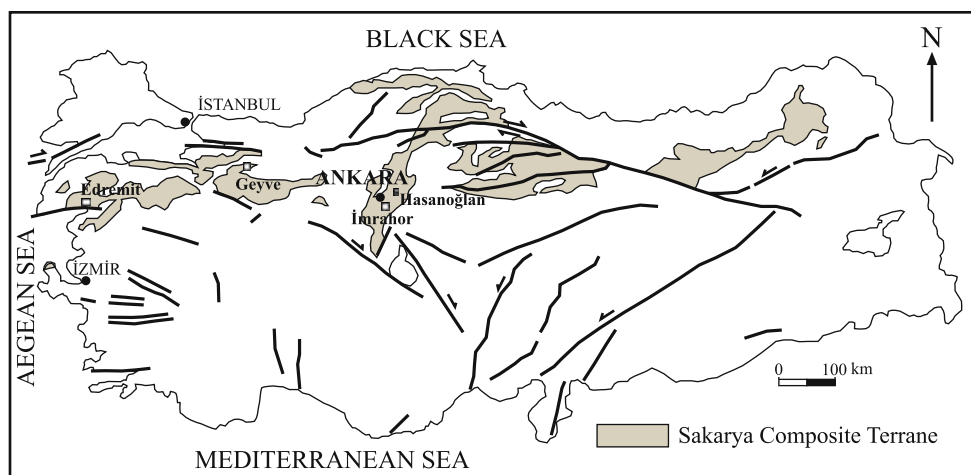 BLACK SEA
N
İSTANBUL
Edremit
Geyve
ANKARA
Hasanoğlan
İmrahor
İZMİR
AEGEAN SEA
0 100 km
Sakarya Composite Terrane
MEDITERRANEAN SEA